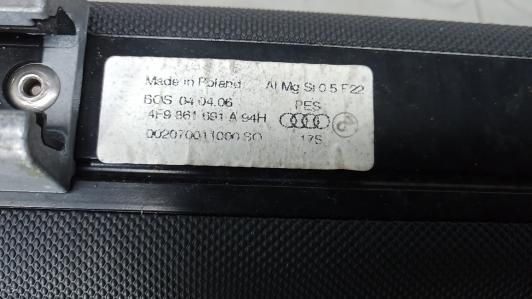 Made in Poland Al Mg Si 0.5 F22
BOS 04.04.06 PES
4F9 861 691 A 94H
002070011000 SO 17S